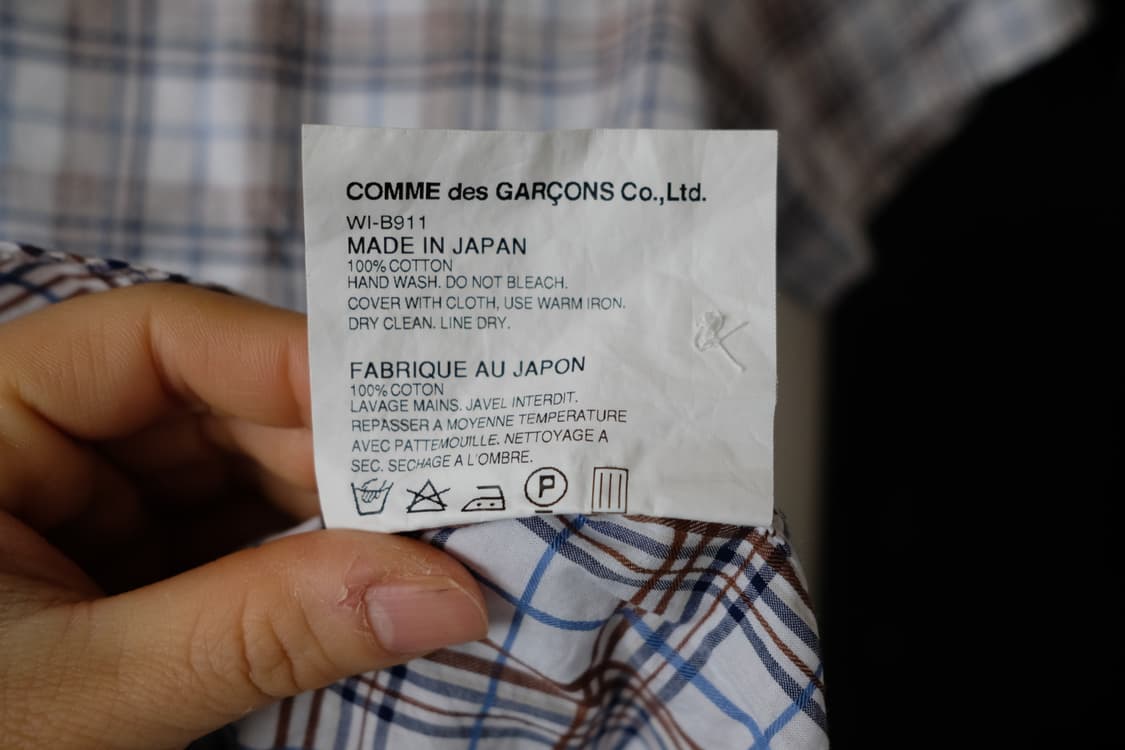 COMME des GARÇONS Co.,Ltd.
WI-B911
MADE IN JAPAN
100% COTTON
HAND WASH. DO NOT BLEACH.
COVER WITH CLOTH, USE WARM IRON.
DRY CLEAN. LINE DRY.
FABRIQUE AU JAPON
100% COTON
LAVAGE MAINS. JAVEL INTERDIT.
REPASSER A MOYENNE TEMPERATURE
AVEC PATTEMOUILLE. NETTOYAGE A
SEC. SECHAGE A L'OMBRE.
P